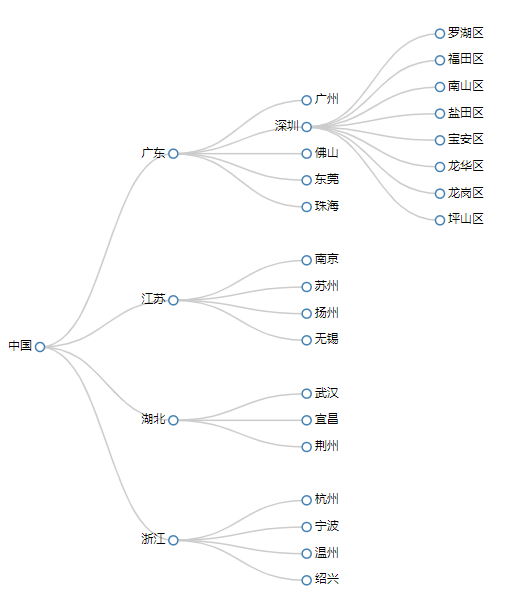 中国
广东
广州
深圳
罗湖区
福田区
南山区
盐田区
宝安区
龙华区
龙岗区
坪山区
佛山
东莞
珠海
江苏
南京
苏州
扬州
无锡
湖北
武汉
宜昌
荆州
浙江
杭州
宁波
温州
绍兴